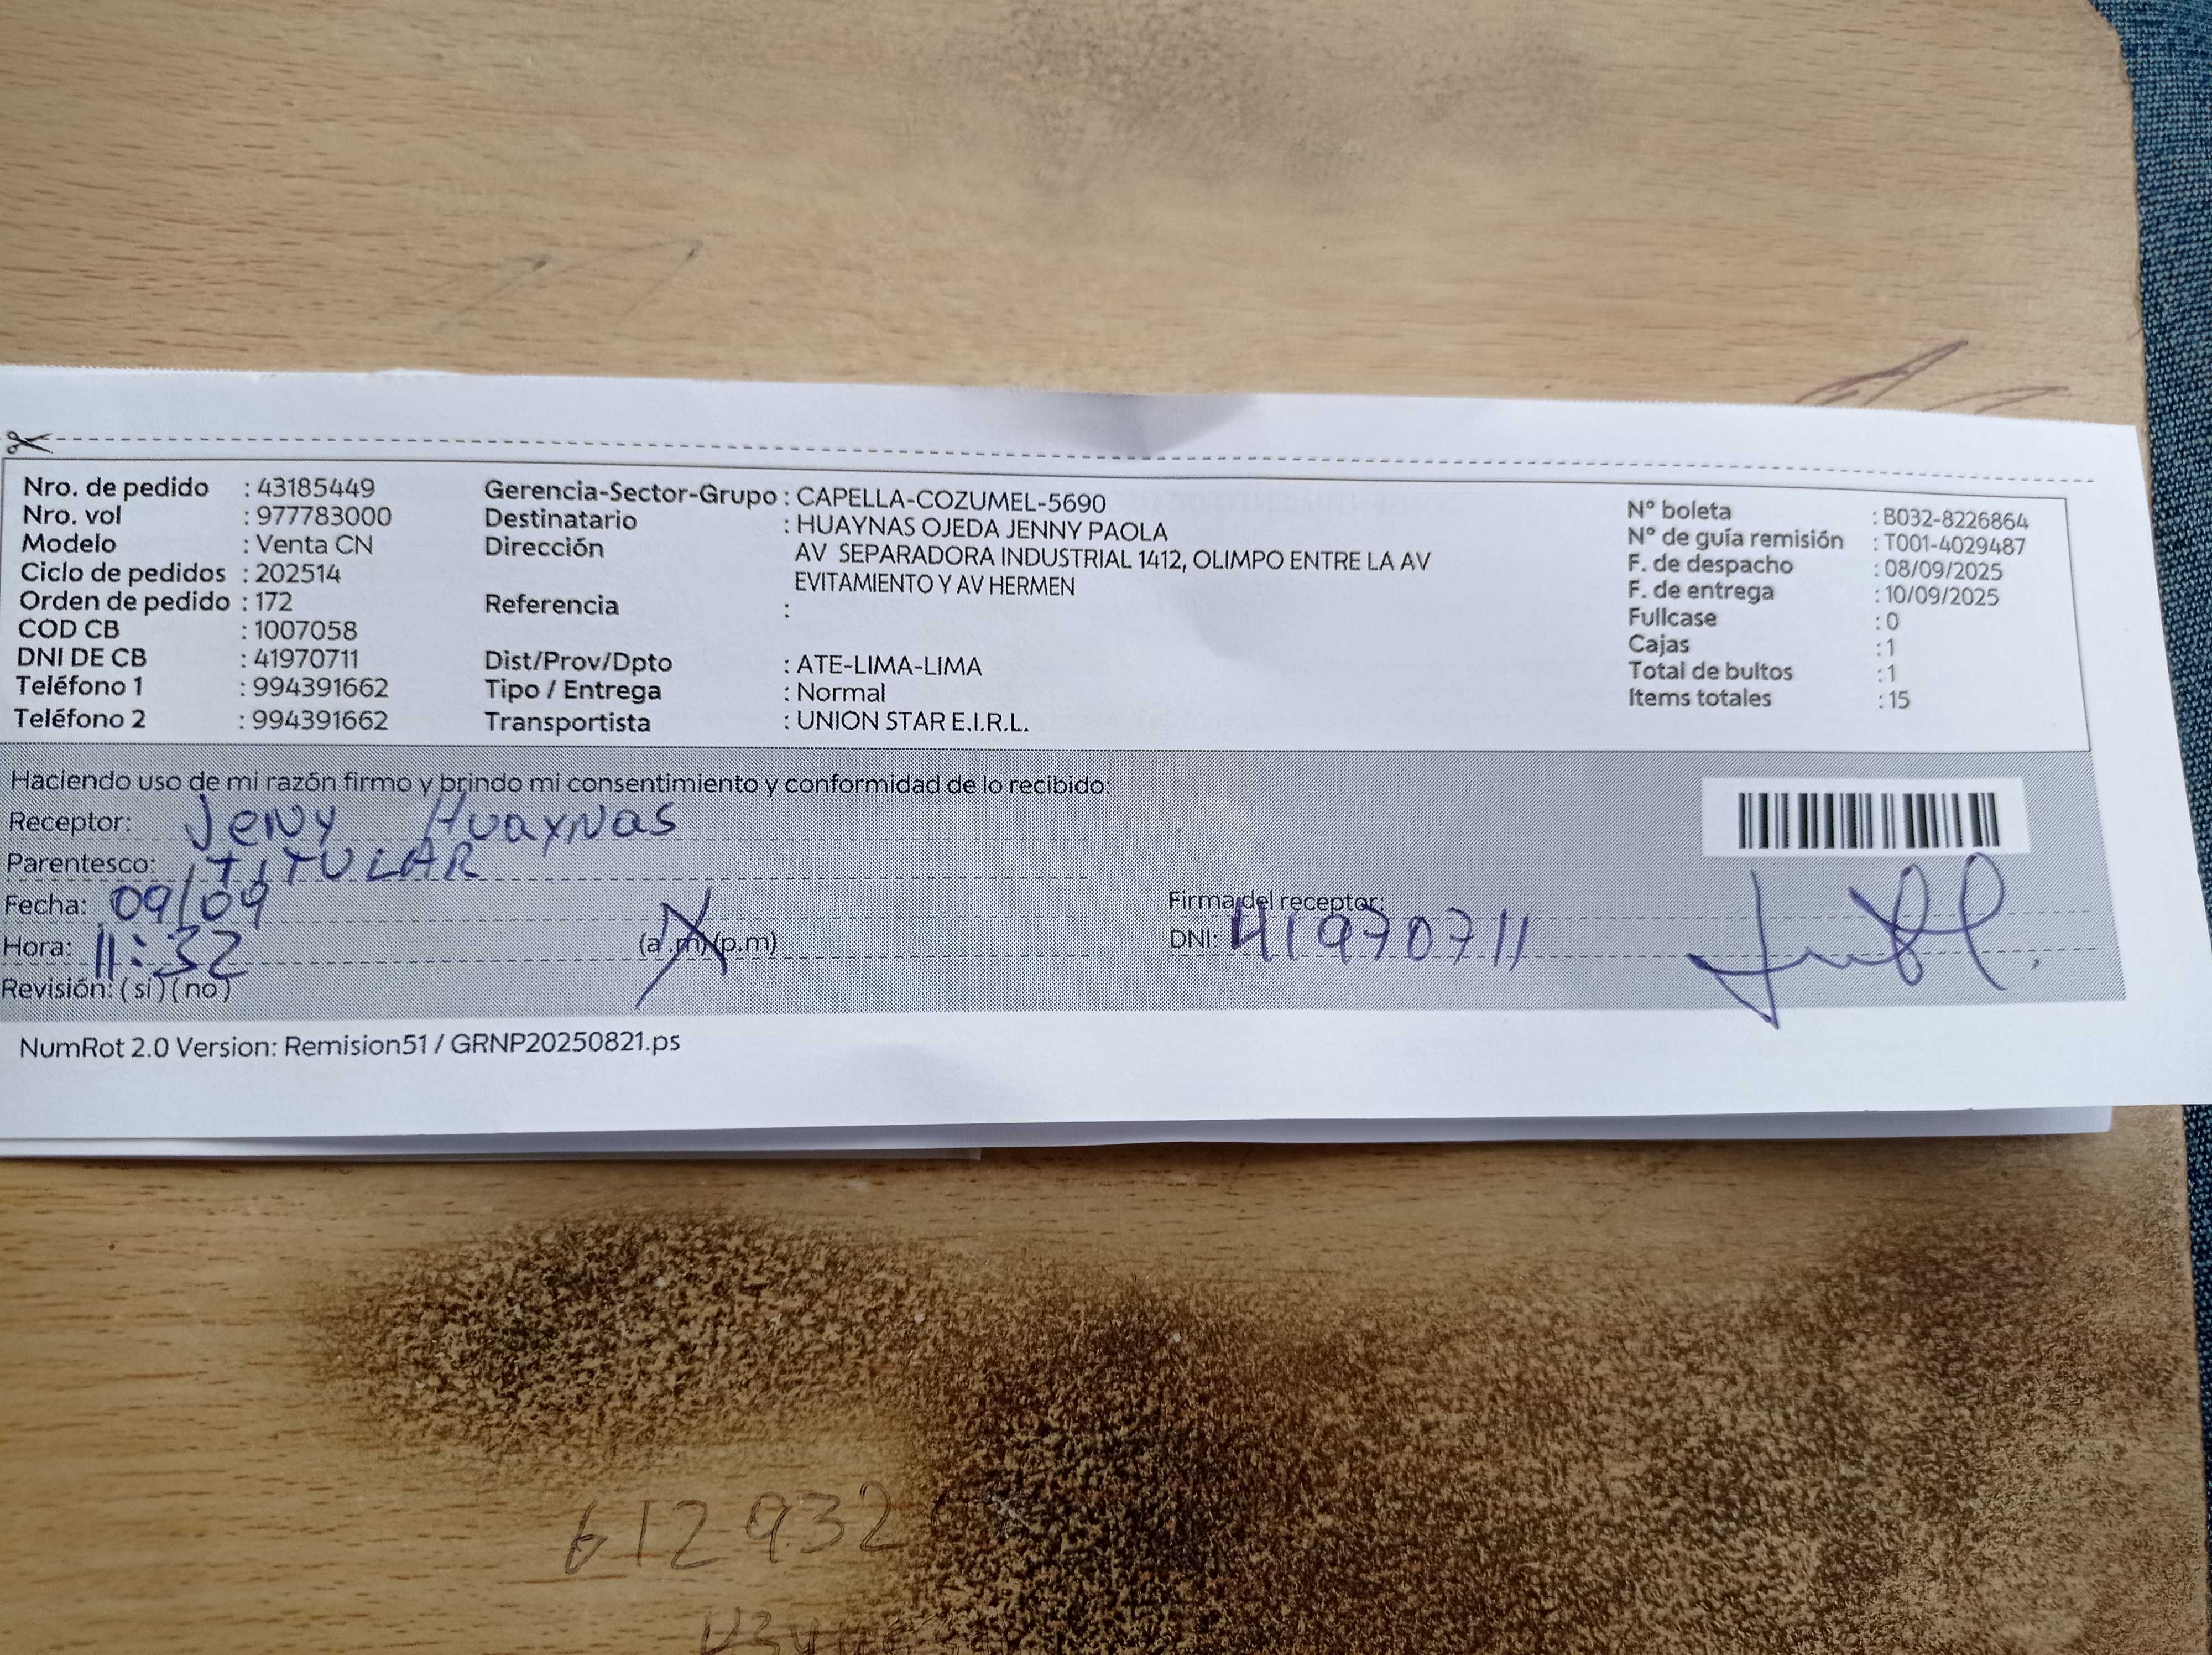 Nro. de pedido : 43185449
Nro. vol : 977783000
Modelo : Venta CN
Ciclo de pedidos : 202514
Orden de pedido : 172
COD CB : 1007058
DNI DE CB : 41970711
Teléfono 1 : 994391662
Teléfono 2 : 994391662
Gerencia-Sector-Grupo : CAPELLA-COZUMEL-5690
Destinatario : HUAYNAS OJEDA JENNY PAOLA
Dirección AV SEPARADORA INDUSTRIAL 1412, OLIMPO ENTRE LA AV
EVITAMIENTO Y AV HERMEN
Referencia :
Dist/Prov/Dpto : ATE-LIMA-LIMA
Tipo / Entrega : Normal
Transportista : UNION STAR E.I.R.L.
N° boleta : B032-8226864
N° de guía remisión : T001-4029487
F. de despacho : 08/09/2025
F. de entrega : 10/09/2025
Fullcase : 0
Cajas : 1
Total de bultos : 1
Items totales : 15
Haciendo uso de mi razón firmo y brindo mi consentimiento y conformidad de lo recibido:
Receptor: Jeny Huaynas
Parentesco: TITULAR
Fecha: 09/09
Hora: 11:32 (a.m) (p.m)
Revisión: (si) (no)
Firma del receptor:
DNI: 41970711
NumRot 2.0 Version: Remision51 / GRNP20250821.ps
612932